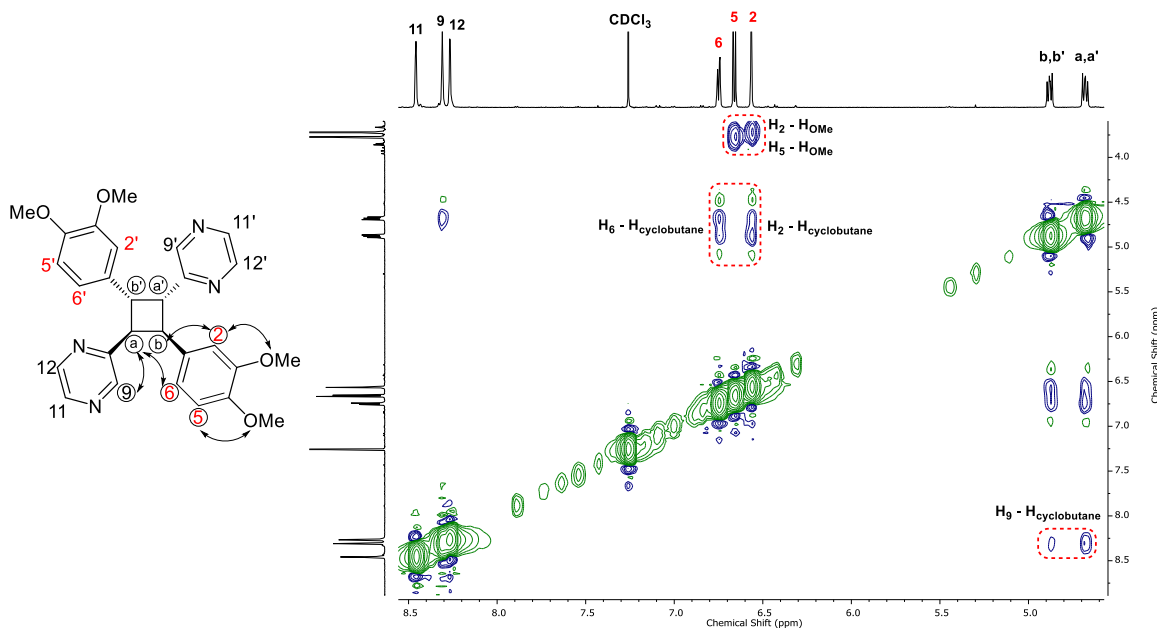 11 9 12 CDCl3 6 5 2 b,b' a,a'
H2 - HOMe
H5 - HOMe
H6 - Hcyclobutane H2 - Hcyclobutane
H9 - Hcyclobutane
OMe
MeO
N 11'
2' 9'
5' 12'
N
6'
b' a'
a b
2
N
12 OMe
9 6
11 N 5
OMe
4.0
4.5
5.0
5.5
6.0
6.5
7.0
7.5
8.0
8.5
Chemical Shift (ppm)
8.5 8.0 7.5 7.0 6.5 6.0 5.5 5.0
Chemical Shift (ppm)